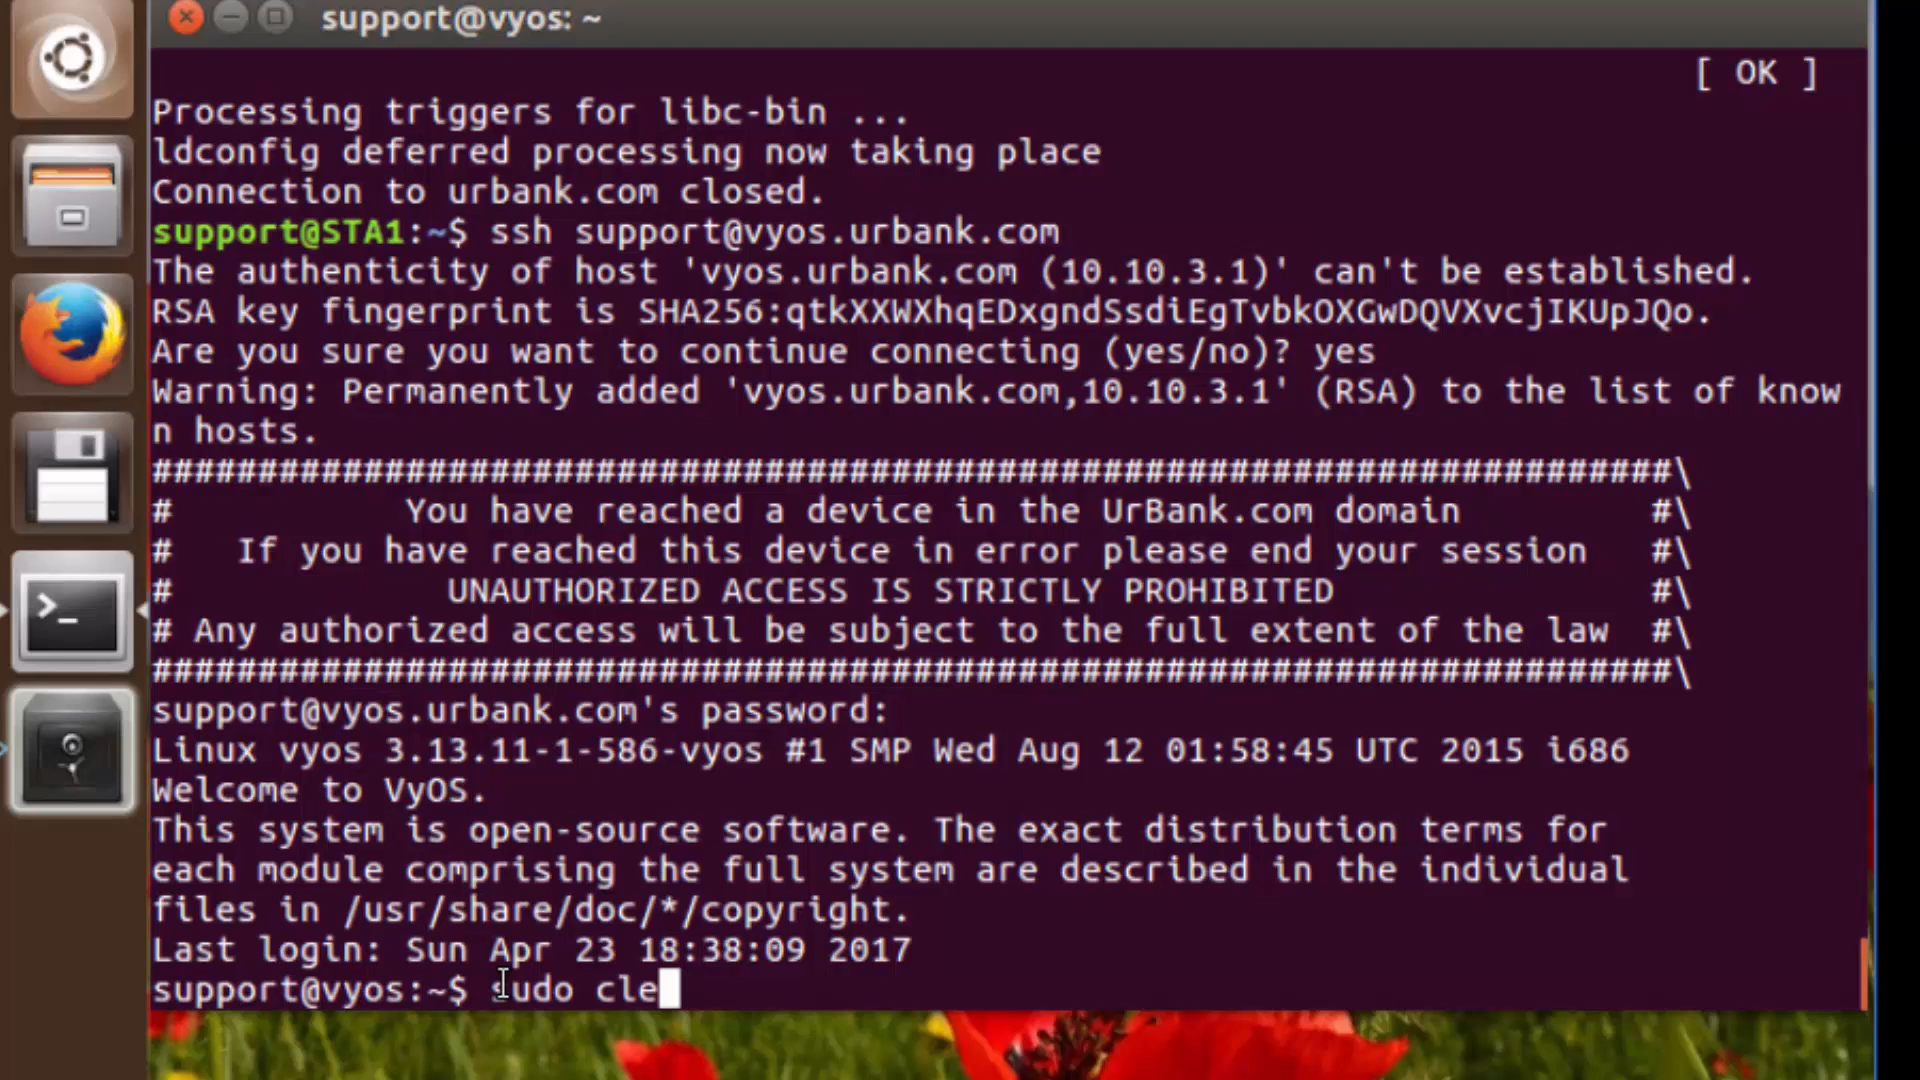 support@vyos: ~
[ OK ]
Processing triggers for libc-bin ...
ldconfig deferred processing now taking place
Connection to urbank.com closed.
support@STA1:~$ ssh support@vyos.urbank.com
The authenticity of host 'vyos.urbank.com (10.10.3.1)' can't be established.
RSA key fingerprint is SHA256:qtkXXWXhqEDxgndSsdiEgTvbkOXGwDQVXvcjIKUpJQo.
Are you sure you want to continue connecting (yes/no)? yes
Warning: Permanently added 'vyos.urbank.com,10.10.3.1' (RSA) to the list of know
n hosts.
########################################################################\
# You have reached a device in the UrBank.com domain #\
# If you have reached this device in error please end your session #\
# UNAUTHORIZED ACCESS IS STRICTLY PROHIBITED #\
# Any authorized access will be subject to the full extent of the law #\
########################################################################\
support@vyos.urbank.com's password:
Linux vyos 3.13.11-1-586-vyos #1 SMP Wed Aug 12 01:58:45 UTC 2015 i686
Welcome to VyOS.
This system is open-source software. The exact distribution terms for
each module comprising the full system are described in the individual
files in /usr/share/doc/*/copyright.
Last login: Sun Apr 23 18:38:09 2017
support@vyos:~$ sudo cle